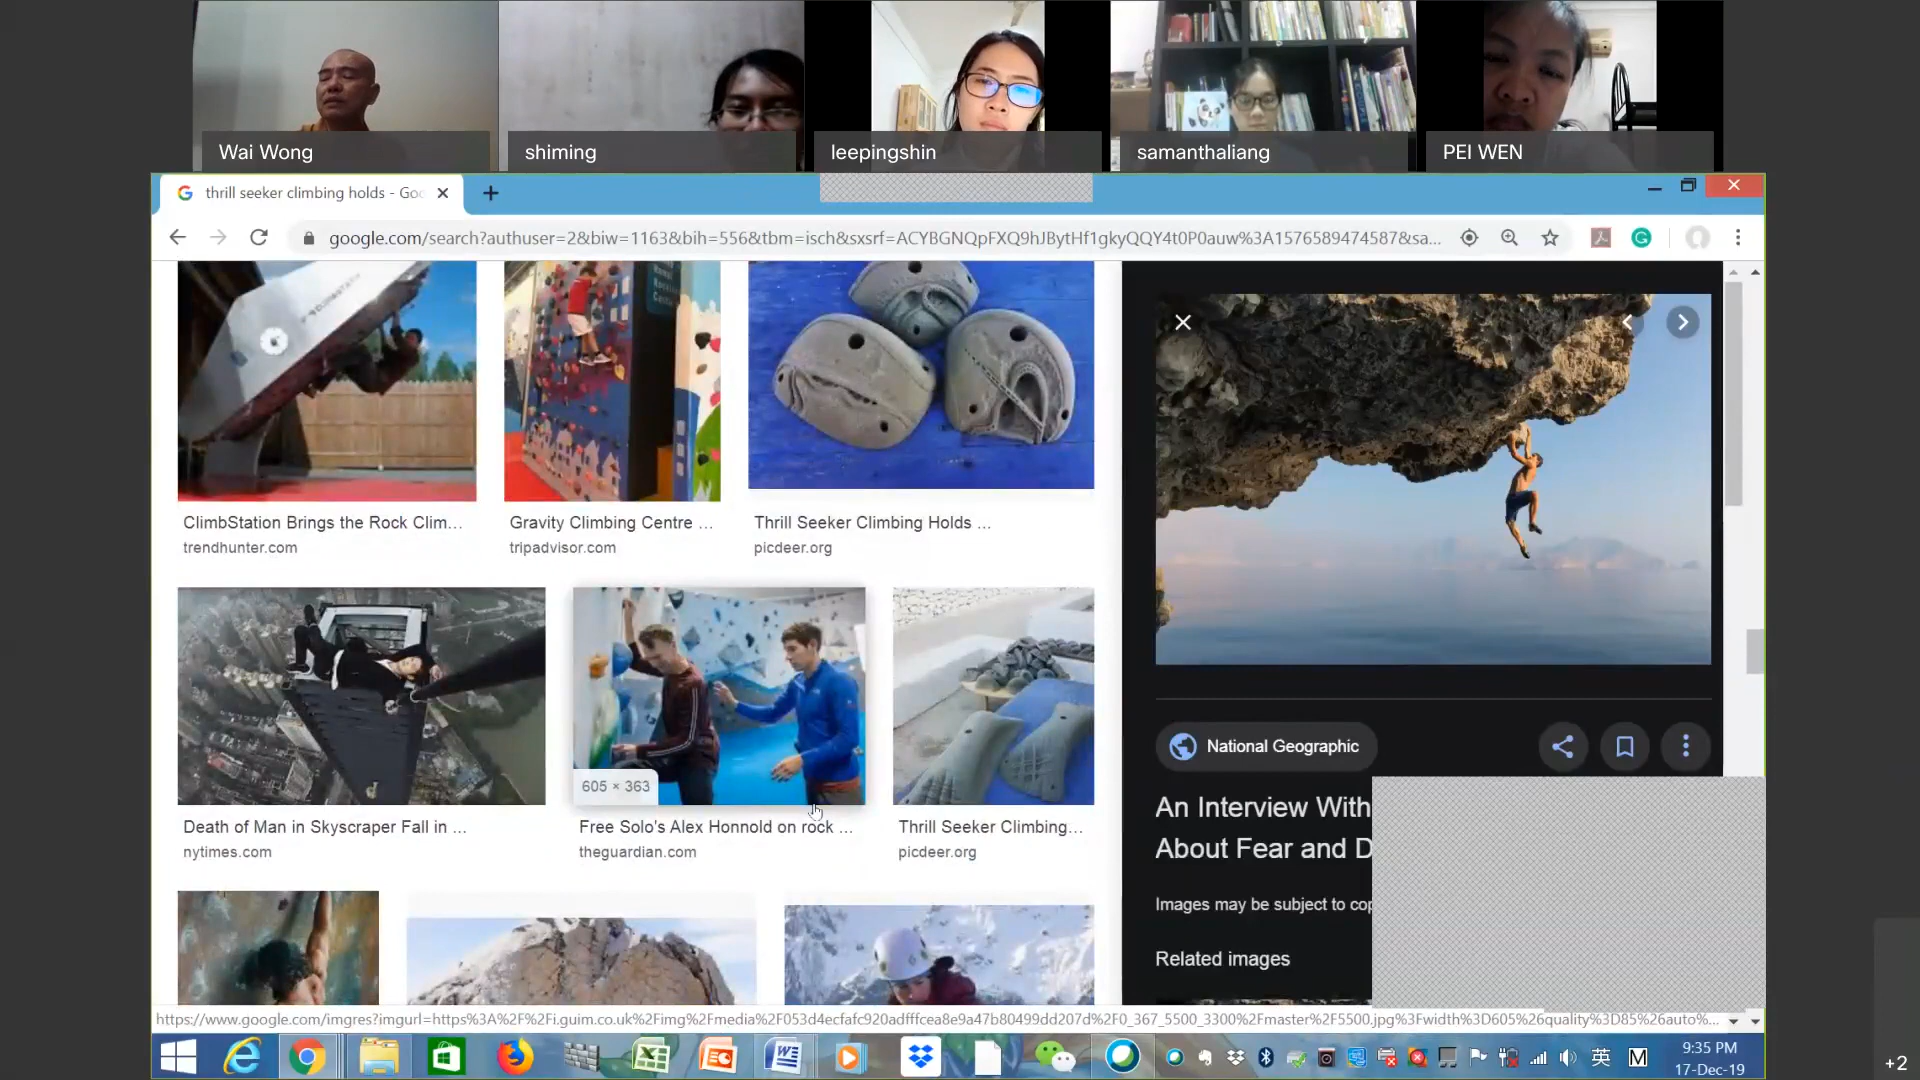 Wai Wong
shiming
leepingshin
samanthaliang
PEI WEN
thrill seeker climbing holds - Goo
google.com/search?authuser=2&biw=1163&bih=556&tbm=isch&sxsrf=ACYBGNQpFXQ9hJBytHf1gkyQQY4t0P0auw%3A1576589474587&sa...
ClimbStation Brings the Rock Clim...
trendhunter.com
Gravity Climbing Centre ...
tripadvisor.com
Thrill Seeker Climbing Holds ...
picdeer.org
605 × 363
Death of Man in Skyscraper Fall in ...
nytimes.com
Free Solo's Alex Honnold on rock ...
theguardian.com
Thrill Seeker Climbing...
picdeer.org
National Geographic
An Interview With
About Fear and D
Images may be subject to cop
Related images
https://www.google.com/imgres?imgurl=https%3A%2F%2Fi.guim.co.uk%2Fimg%2Fmedia%2F053d4ecfafc920adfffcea8e9a47b80499dd207d%2F0_367_5500_3300%2Fmaster%2F5500.jpg%3Fwidth%3D605%26quality%3D85%26auto%...
英
M
9:35 PM
17-Dec-19
+2